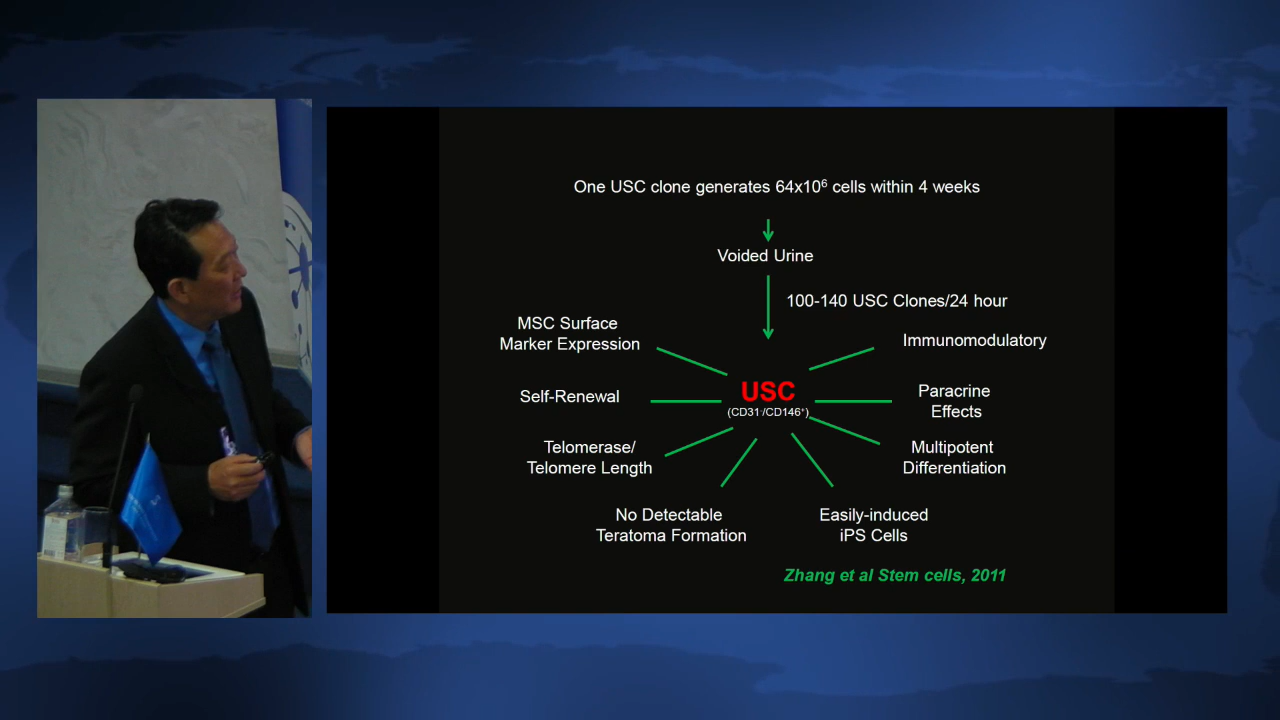 One USC clone generates 64x10⁶ cells within 4 weeks
Voided Urine
100-140 USC Clones/24 hour
MSC Surface
Marker Expression
Immunomodulatory
Self-Renewal
USC
(CD31⁻/CD146⁺)
Paracrine
Effects
Telomerase/
Telomere Length
Multipotent
Differentiation
No Detectable
Teratoma Formation
Easily-induced
iPS Cells
Zhang et al Stem cells, 2011